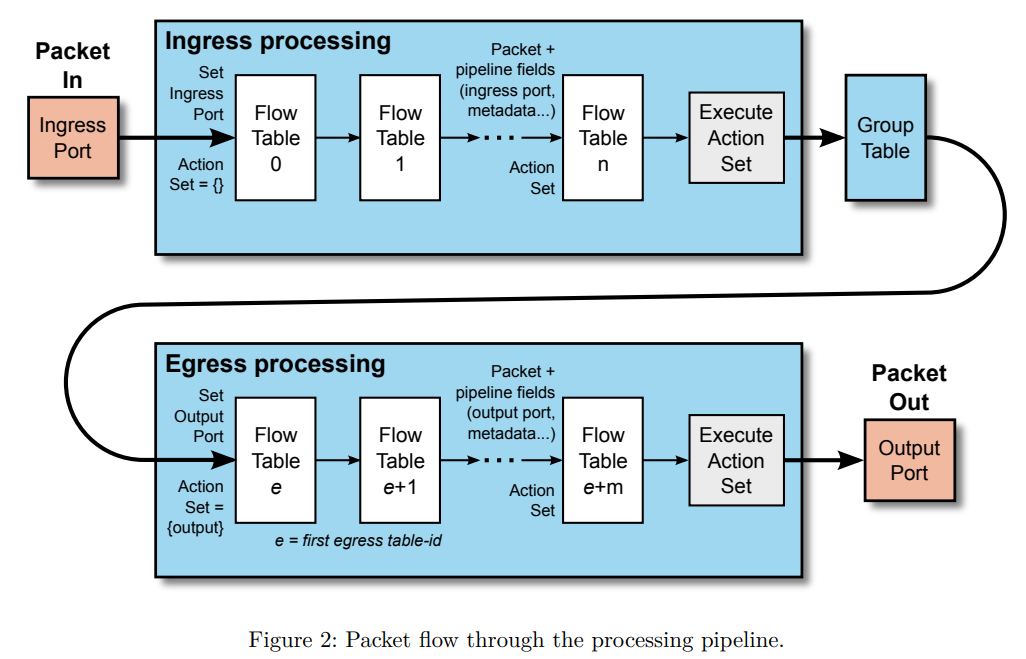 Packet
In
Ingress
Port
Ingress processing
Set
Ingress
Port
Action
Set = {}
Flow
Table
0
Flow
Table
1
Packet +
pipeline fields
(ingress port,
metadata...)
Action
Set
Flow
Table
n
Execute
Action
Set
Group
Table
Egress processing
Set
Output
Port
Action
Set =
{output}
Flow
Table
e
Flow
Table
e+1
e = first egress table-id
Packet +
pipeline fields
(output port,
metadata...)
Action
Set
Flow
Table
e+m
Execute
Action
Set
Packet
Out
Output
Port
Figure 2: Packet flow through the processing pipeline.